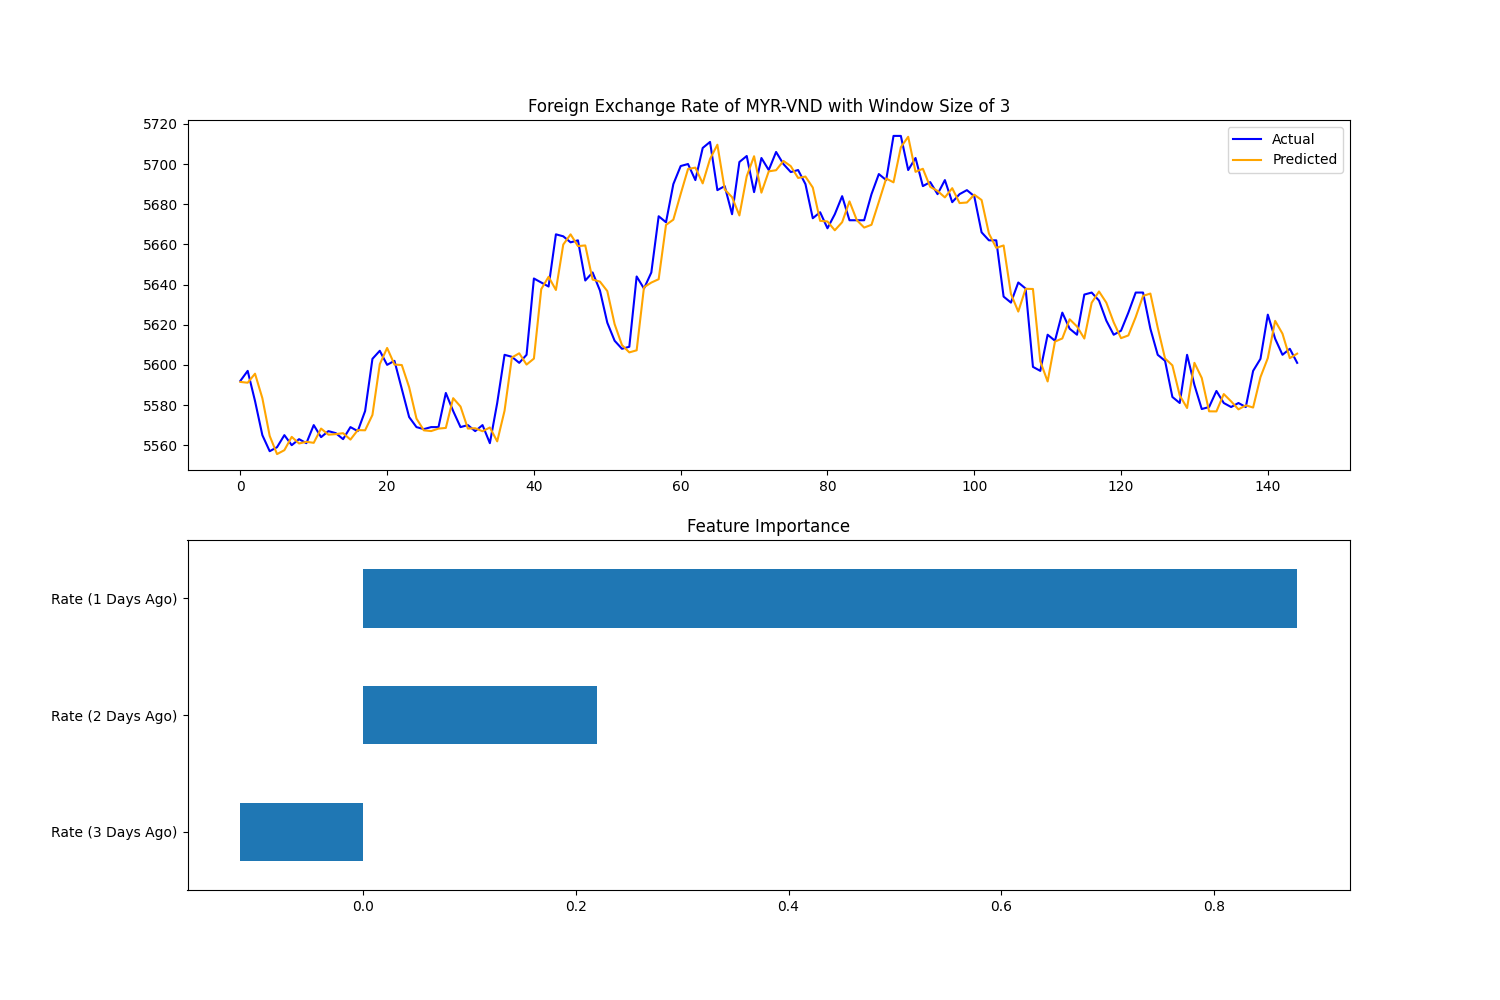 Foreign Exchange Rate of MYR-VND with Window Size of 3
5720
5700
5680
5660
5640
5620
5600
5580
5560
Actual
Predicted
0 20 40 60 80 100 120 140
Feature Importance
Rate (1 Days Ago)
Rate (2 Days Ago)
Rate (3 Days Ago)
0.0 0.2 0.4 0.6 0.8